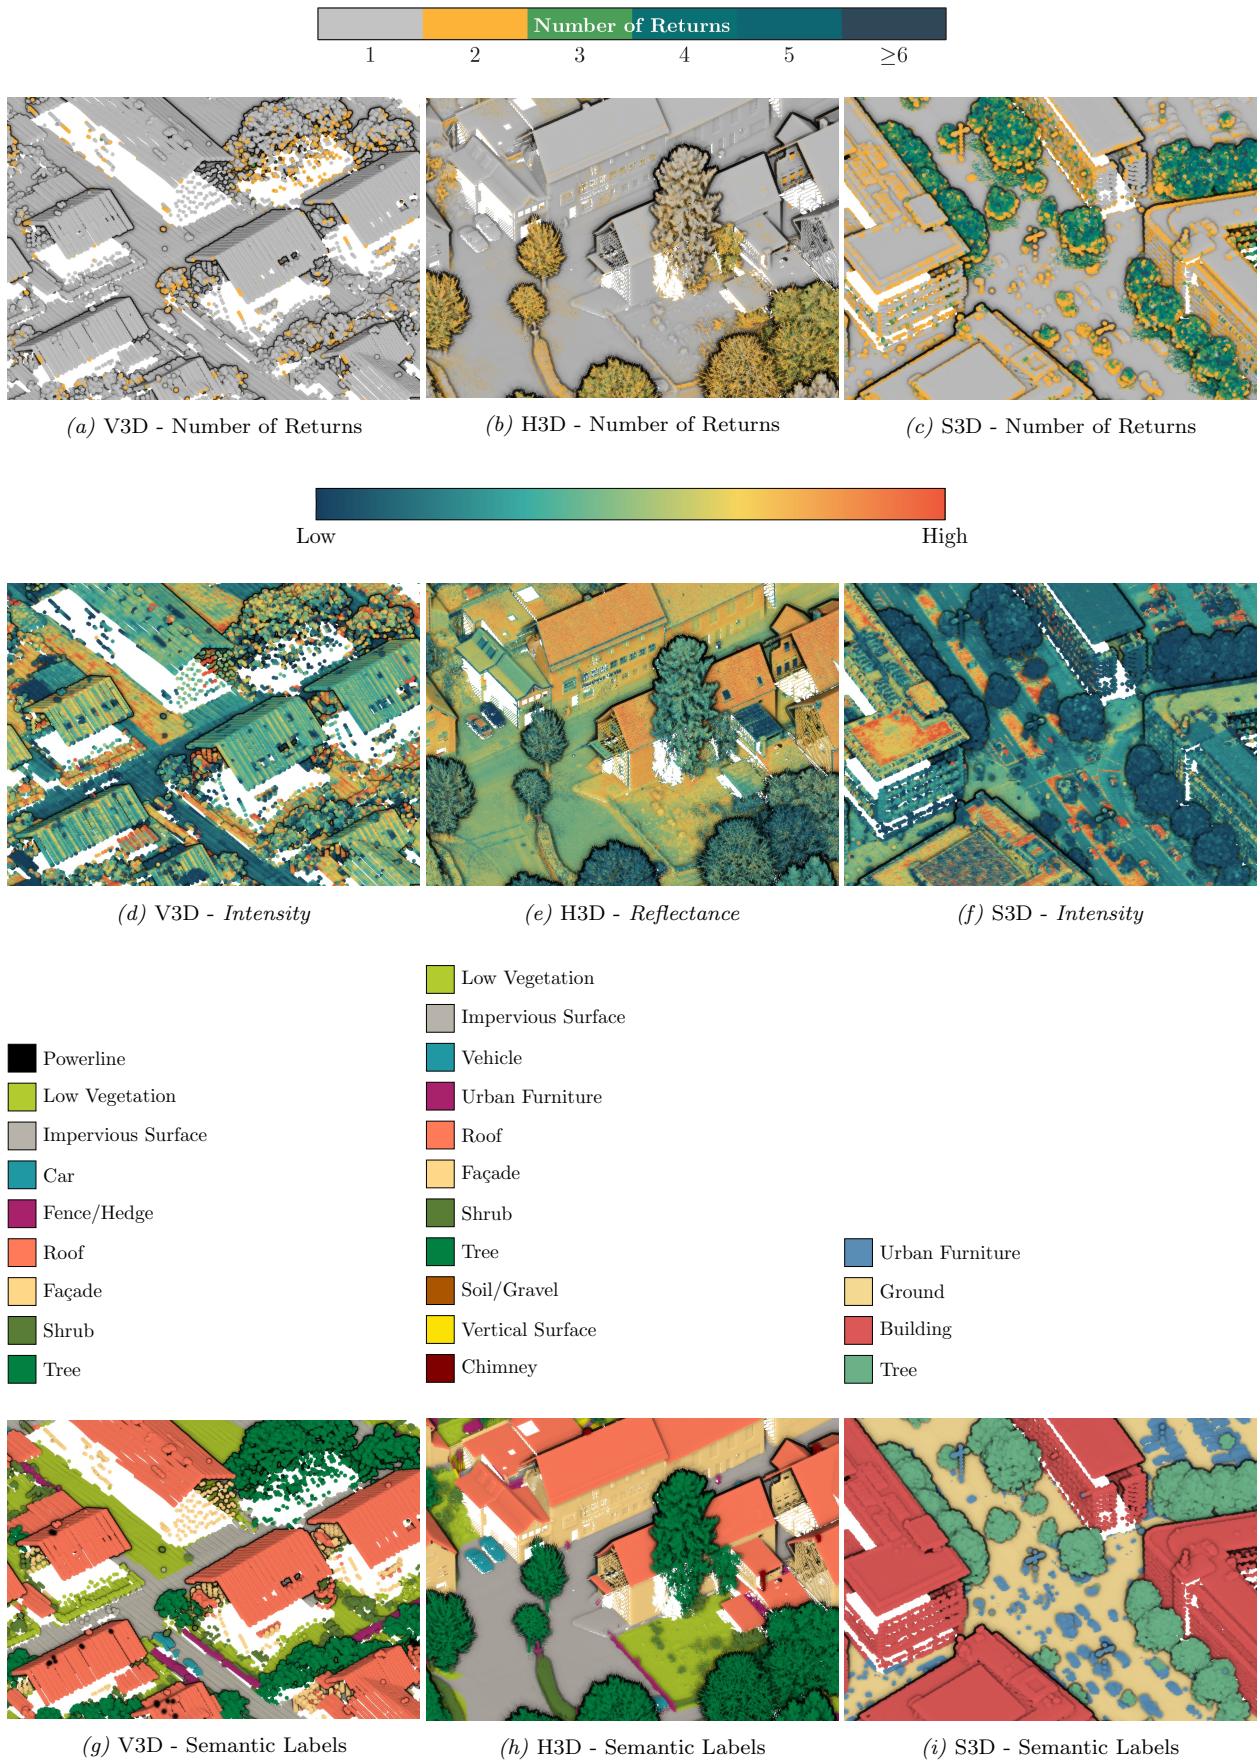 Number of Returns
1 2 3 4 5 ≥6
(a) V3D - Number of Returns
(b) H3D - Number of Returns
(c) S3D - Number of Returns
Low High
(d) V3D - Intensity
(e) H3D - Reflectance
(f) S3D - Intensity
Powerline
Low Vegetation
Impervious Surface
Car
Fence/Hedge
Roof
Façade
Shrub
Tree
Low Vegetation
Impervious Surface
Vehicle
Urban Furniture
Roof
Façade
Shrub
Tree
Soil/Gravel
Vertical Surface
Chimney
Urban Furniture
Ground
Building
Tree
(g) V3D - Semantic Labels
(h) H3D - Semantic Labels
(i) S3D - Semantic Labels